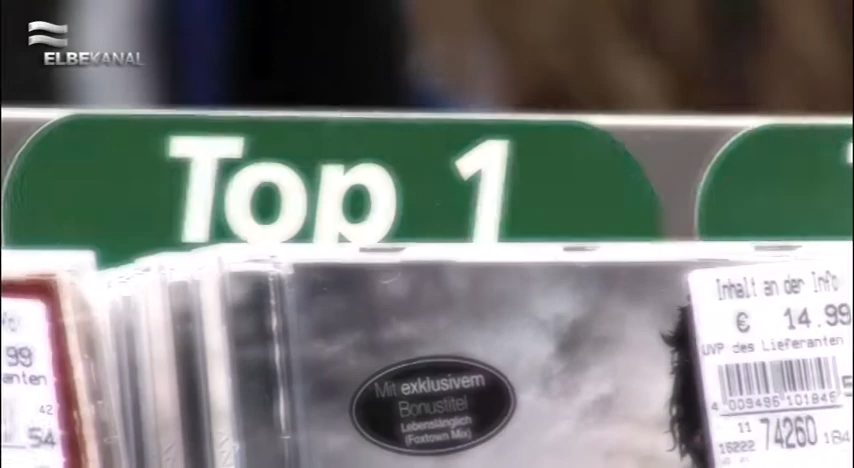 ELBEKANAL
Top 1
Mit exklusivem
Bonustitel
Lebenslänglich
(Foxtown Mix)
Inhalt an der Info
€ 14.99
UVP des Lieferanten
4 009496 101845
11
16222 74260 184
99
anten
42
54